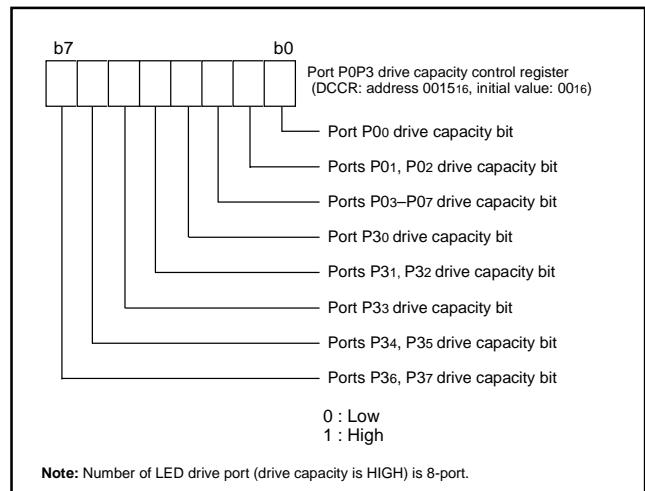 b7 b0
Port P0P3 drive capacity control register
(DCCR: address 0015₁₆, initial value: 00₁₆)
Port P0₀ drive capacity bit
Ports P0₁, P0₂ drive capacity bit
Ports P0₃–P0₇ drive capacity bit
Port P3₀ drive capacity bit
Ports P3₁, P3₂ drive capacity bit
Port P3₃ drive capacity bit
Ports P3₄, P3₅ drive capacity bit
Ports P3₆, P3₇ drive capacity bit
0 : Low
1 : High
Note: Number of LED drive port (drive capacity is HIGH) is 8-port.